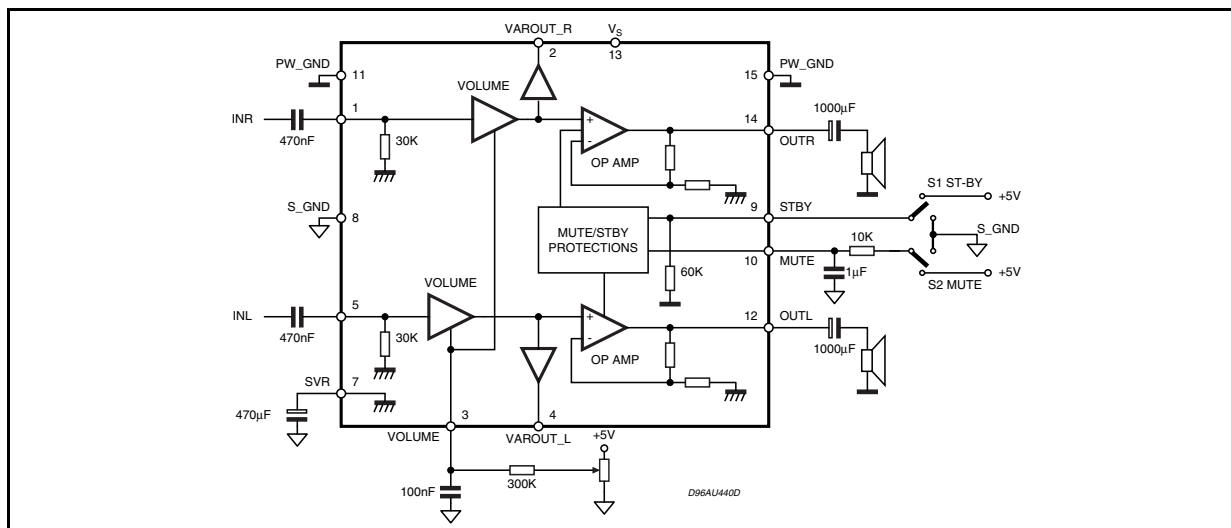 VAROUT_R
VS
2
13
PW_GND
11
15
PW_GND
VOLUME
1000µF
INR
1
470nF
30K
+
-
OP AMP
14
OUTR
S1 ST-BY
+5V
9
STBY
S_GND
8
MUTE/STBY
PROTECTIONS
S_GND
10K
10
MUTE
60K
1µF
+5V
S2 MUTE
VOLUME
INL
5
470nF
30K
+
-
OP AMP
12
OUTL
1000µF
SVR
7
470µF
3
4
VOLUME
VAROUT_L
+5V
300K
100nF
D96AU440D